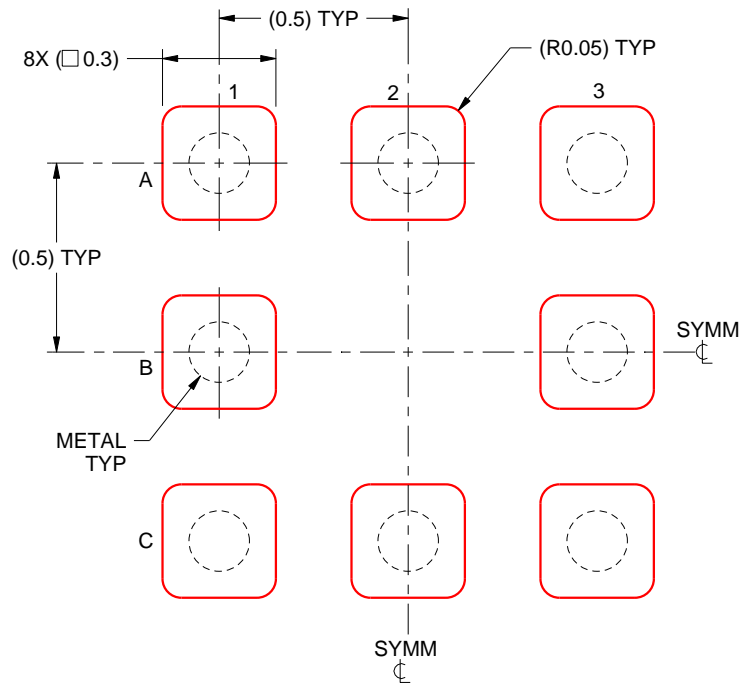 (0.5) TYP
8X (□ 0.3)
(R0.05) TYP
1
2
3
A
(0.5) TYP
SYMM
℄
B
METAL
TYP
C
SYMM
℄